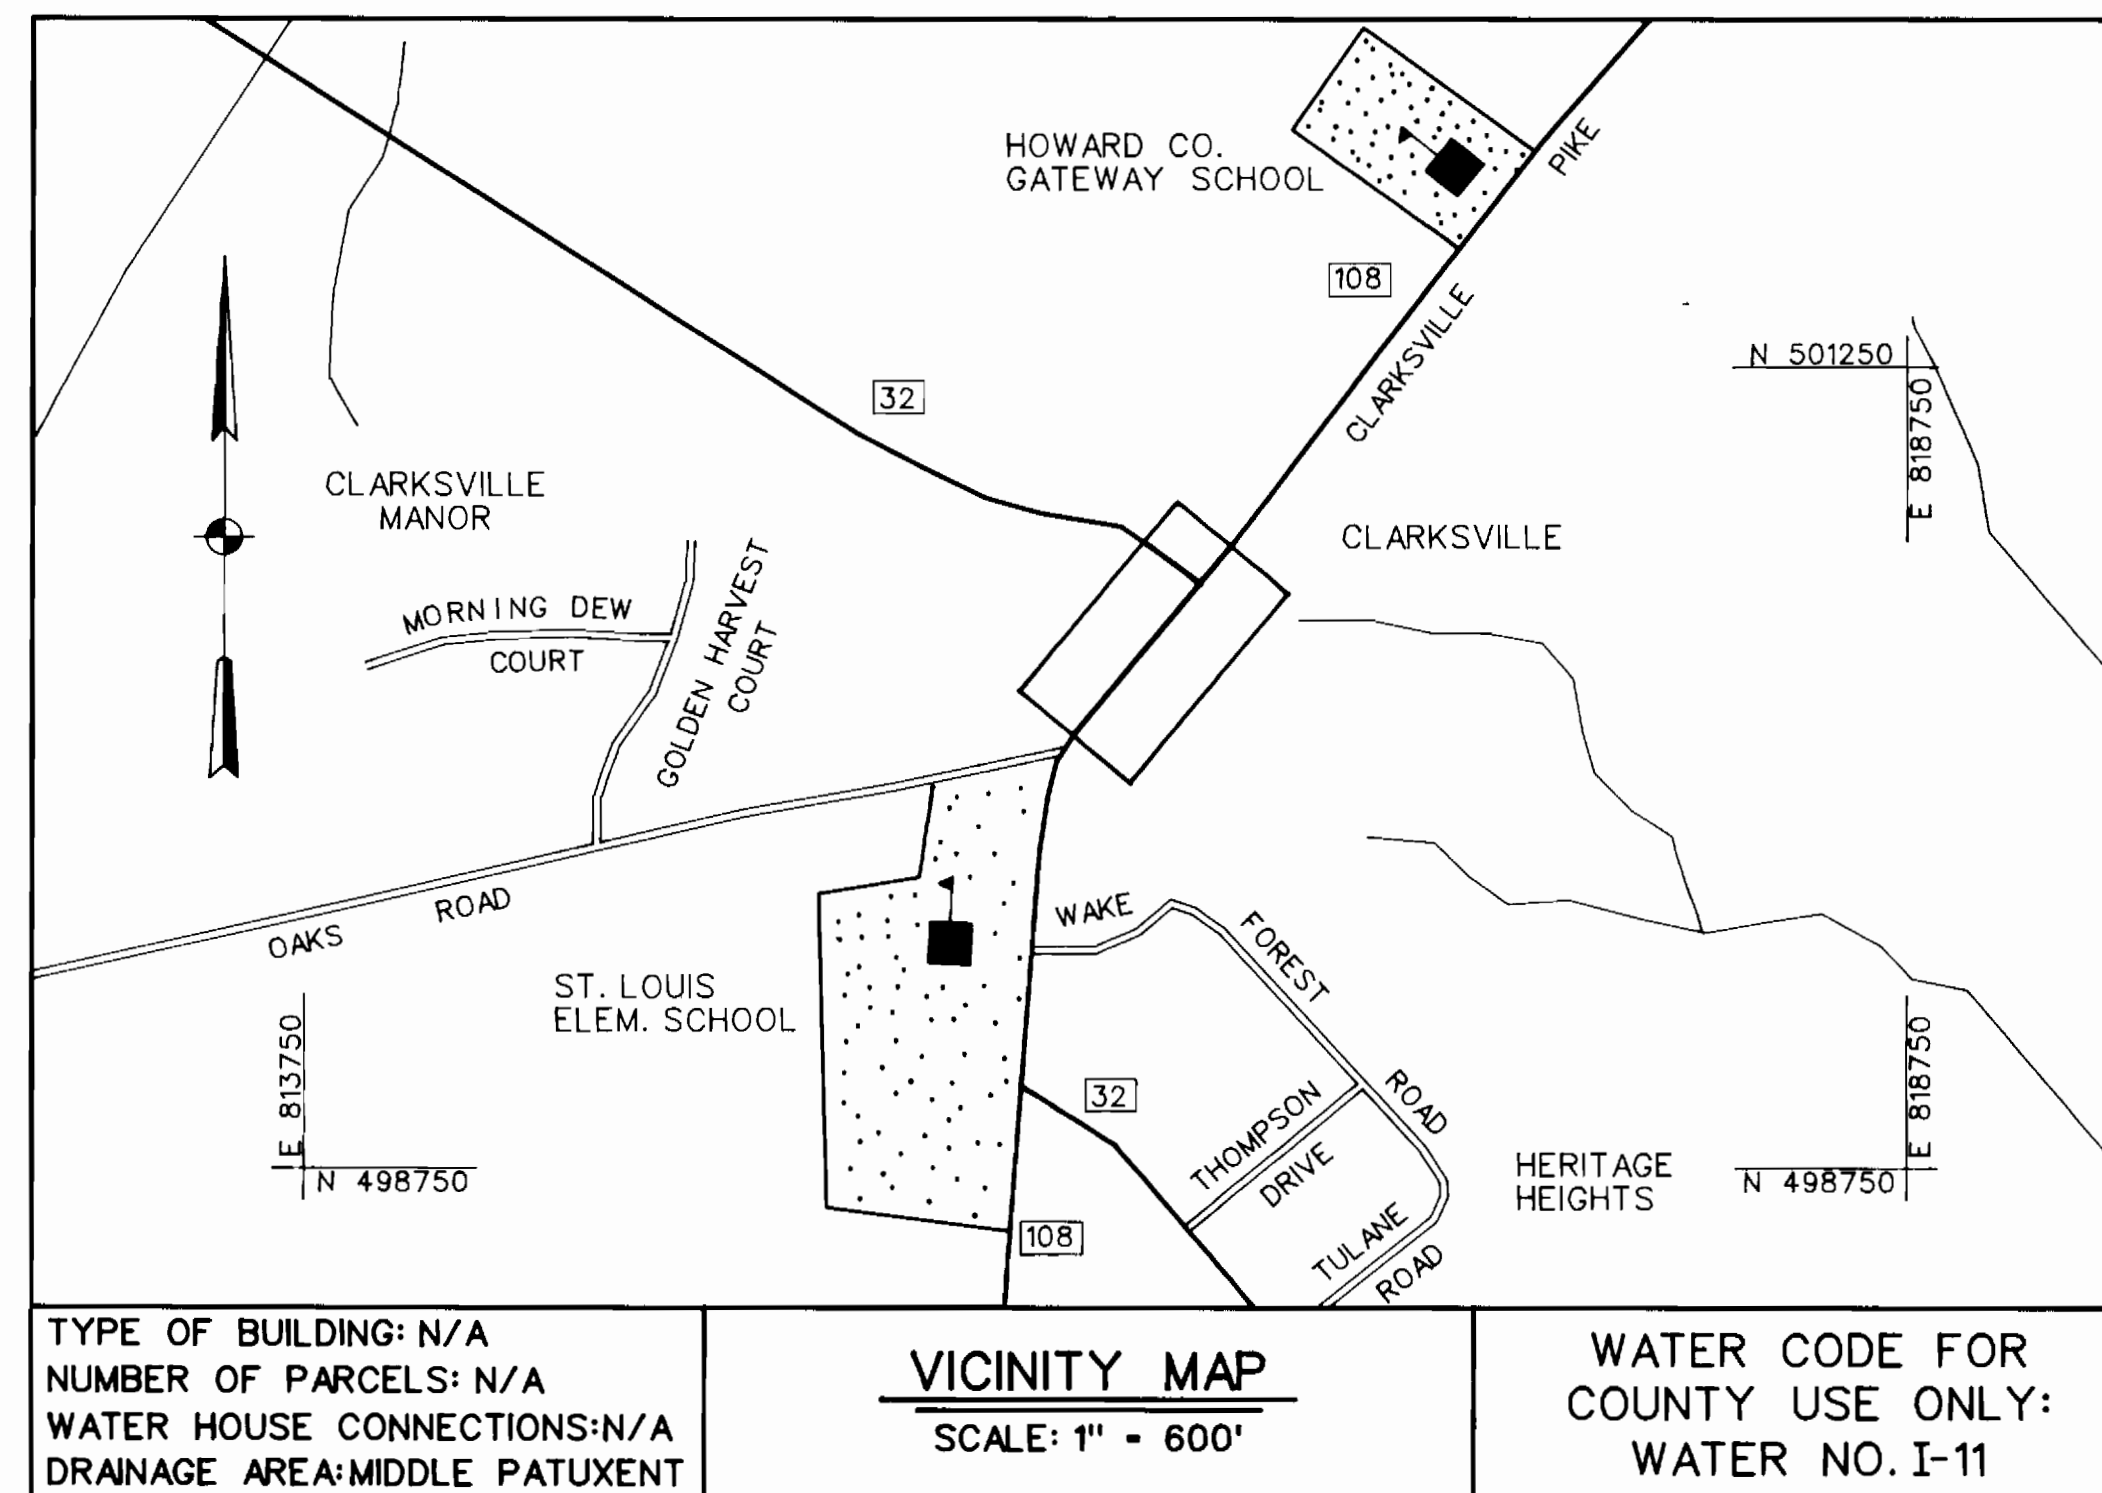 HOWARD CO.
GATEWAY SCHOOL
PIKE
108
CLARKSVILLE
N 501250
E 818750
32
CLARKSVILLE
MANOR
CLARKSVILLE
MORNING DEW
COURT
GOLDEN HARVEST
COURT
OAKS ROAD
WAKE FOREST ROAD
ST. LOUIS
ELEM. SCHOOL
E 813750
N 498750
32
THOMPSON
DRIVE
HERITAGE
HEIGHTS
E 818750
N 498750
108
TULANE
ROAD
TYPE OF BUILDING: N/A
NUMBER OF PARCELS: N/A
WATER HOUSE CONNECTIONS:N/A
DRAINAGE AREA:MIDDLE PATUXENT
VICINITY MAP
SCALE: 1" = 600'
WATER CODE FOR
COUNTY USE ONLY:
WATER NO. I-11